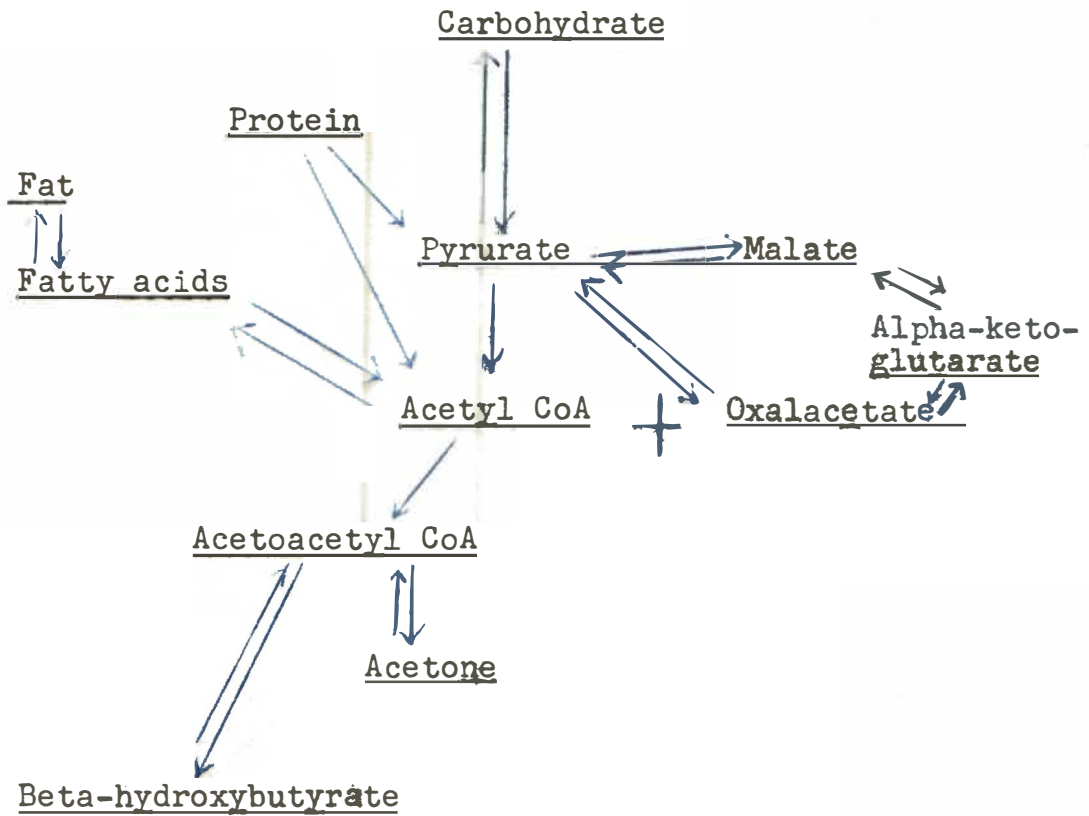 Carbohydrate
Protein
Fat
Pyrurate
Malate
Fatty acids
Alpha-keto-
glutarate
Acetyl CoA
+
Oxalacetate
Acetoacetyl CoA
Acetone
Beta-hydroxybutyrate